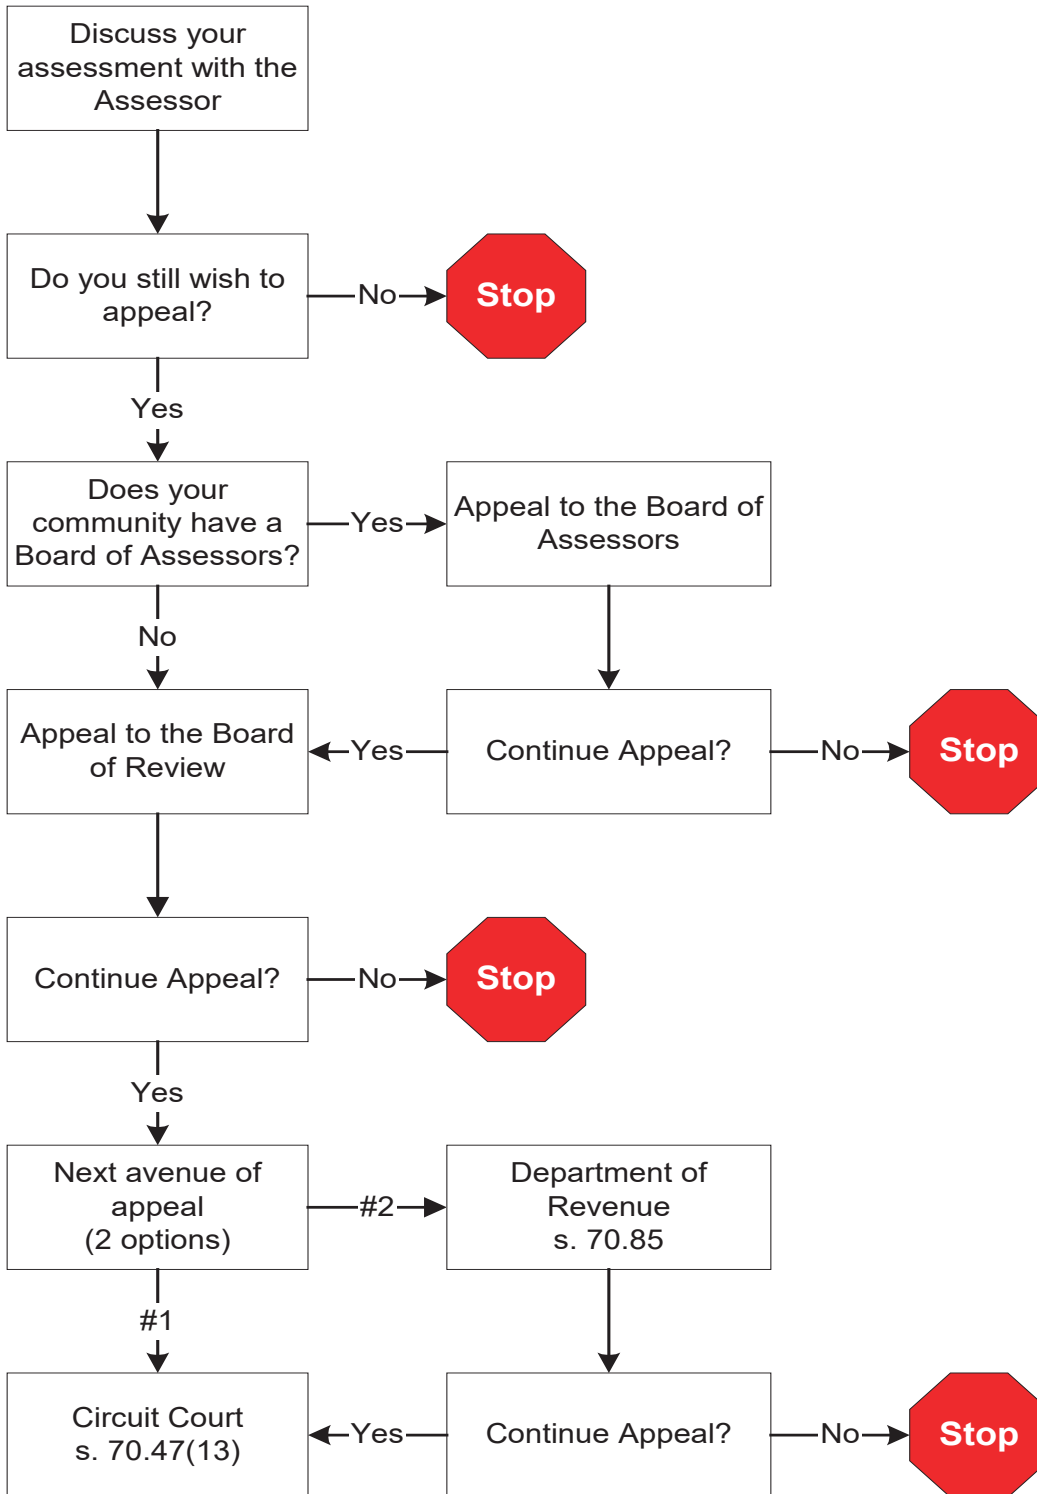 Discuss your
assessment with the
Assessor
Do you still wish to
appeal?
No
Stop
Yes
Does your
community have a
Board of Assessors?
Yes
Appeal to the Board of
Assessors
No
Appeal to the Board
of Review
Yes
Continue Appeal?
No
Stop
Continue Appeal?
No
Stop
Yes
Next avenue of
appeal
(2 options)
#2
Department of
Revenue
s. 70.85
#1
Circuit Court
s. 70.47(13)
Yes
Continue Appeal?
No
Stop